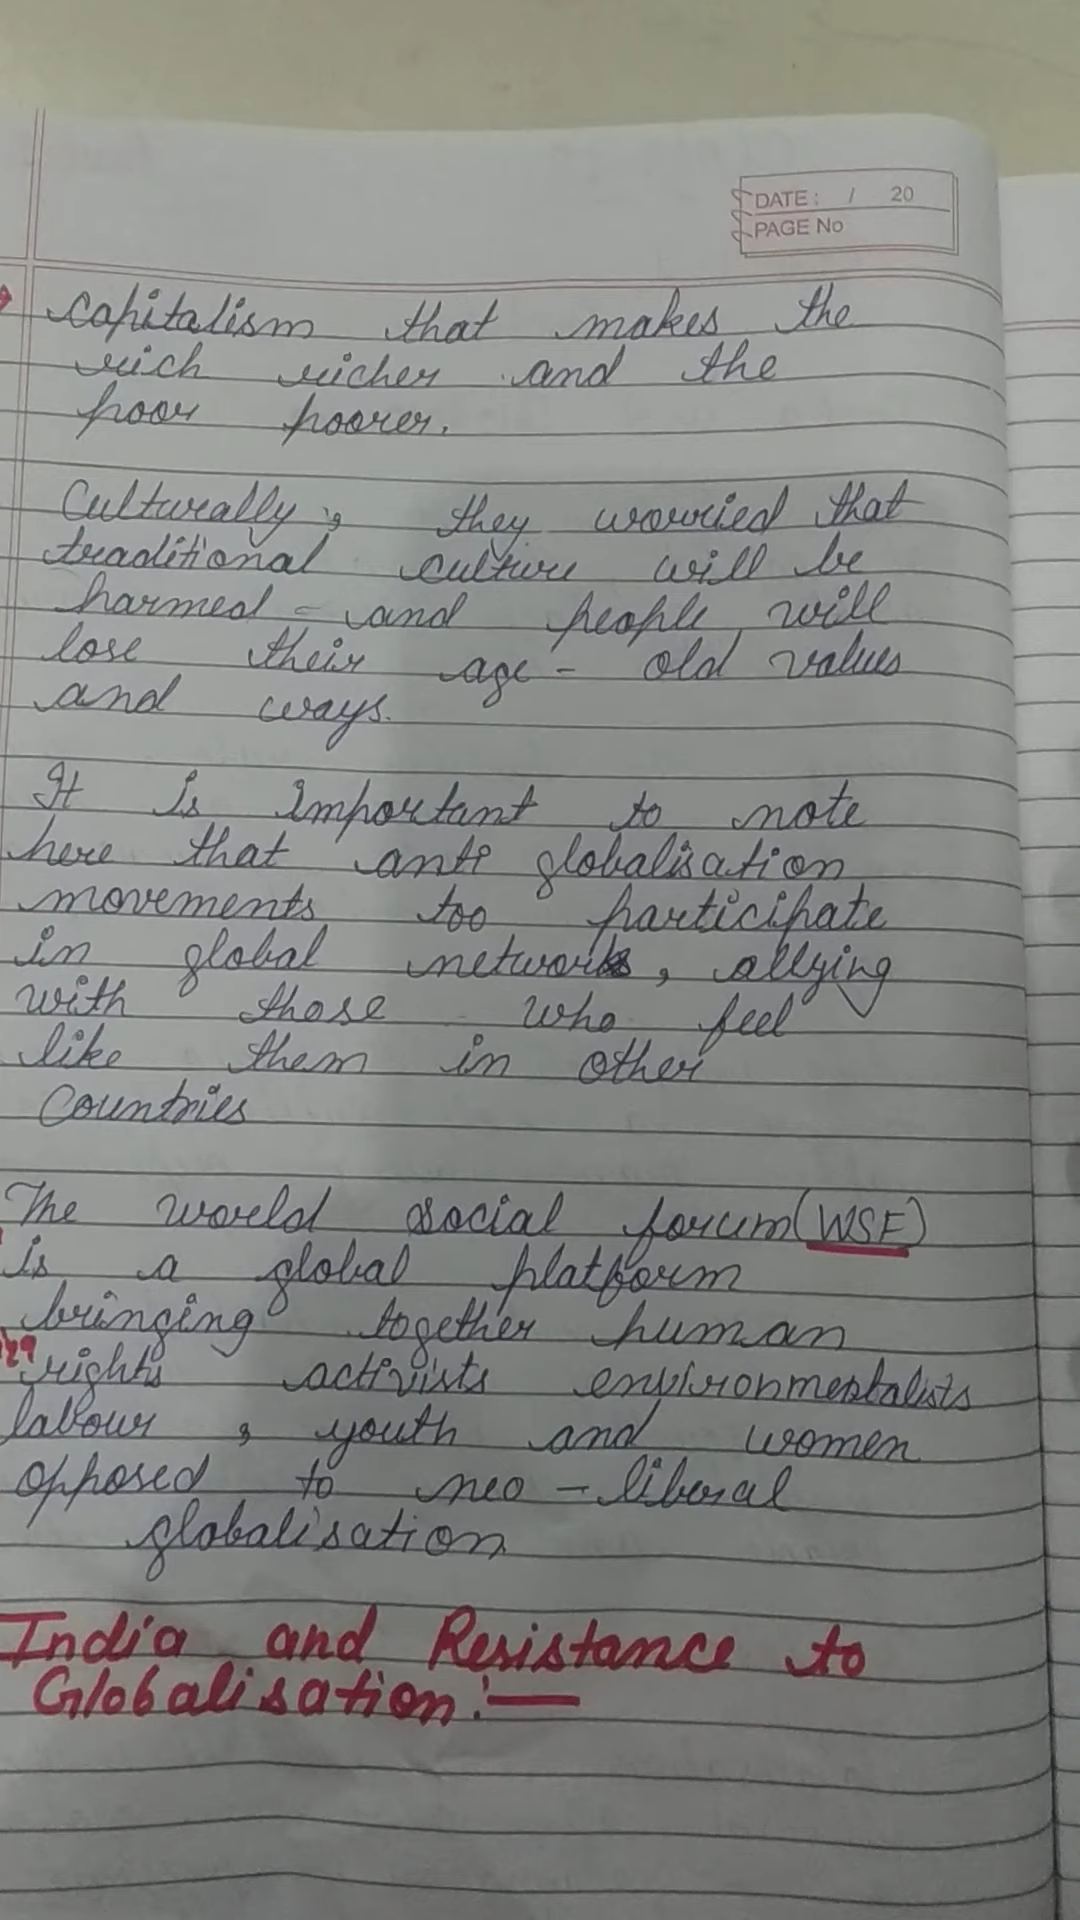 DATE: / 20
PAGE No
capitalism that makes the
rich richer and the
poor poorer.
Culturally, they worried that
traditional culture will be
harmed - and people will
lose their age - old values
and ways.
It is important to note
here that anti globalisation
movements too participate
in global networks, allying
with those who feel
like them in other
Countries
The world social forum (WSF)
is a global platform
bringing together human
rights activists environmentalists
labour, youth and women
opposed to neo - liberal
globalisation
India and Resistance to
Globalisation:—